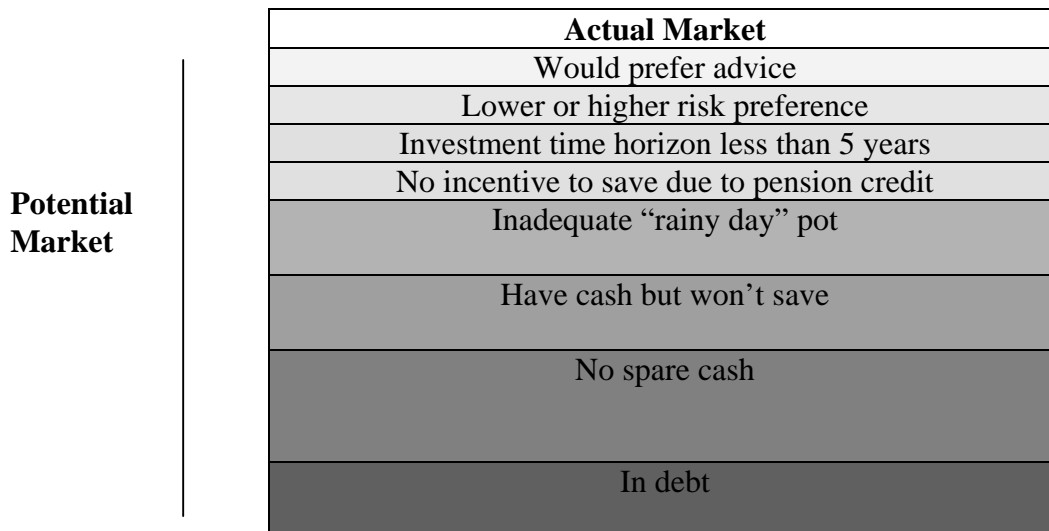 Actual Market
Would prefer advice
Lower or higher risk preference
Investment time horizon less than 5 years
No incentive to save due to pension credit
Potential
Market
Inadequate “rainy day” pot
Have cash but won’t save
No spare cash
In debt